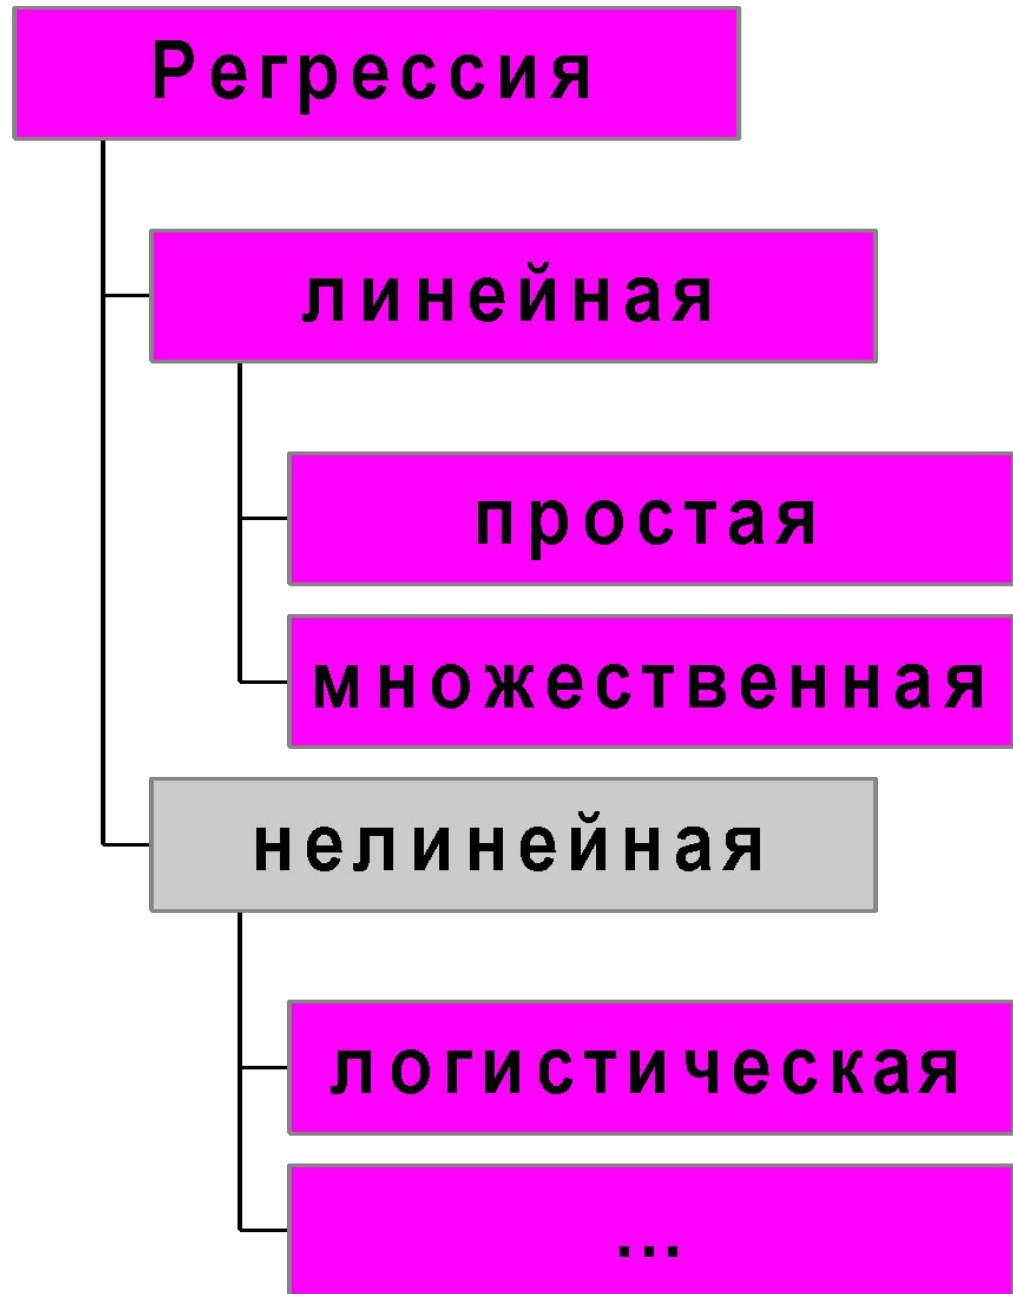 Регрессия
линейная
простая
множественная
нелинейная
логистическая
...